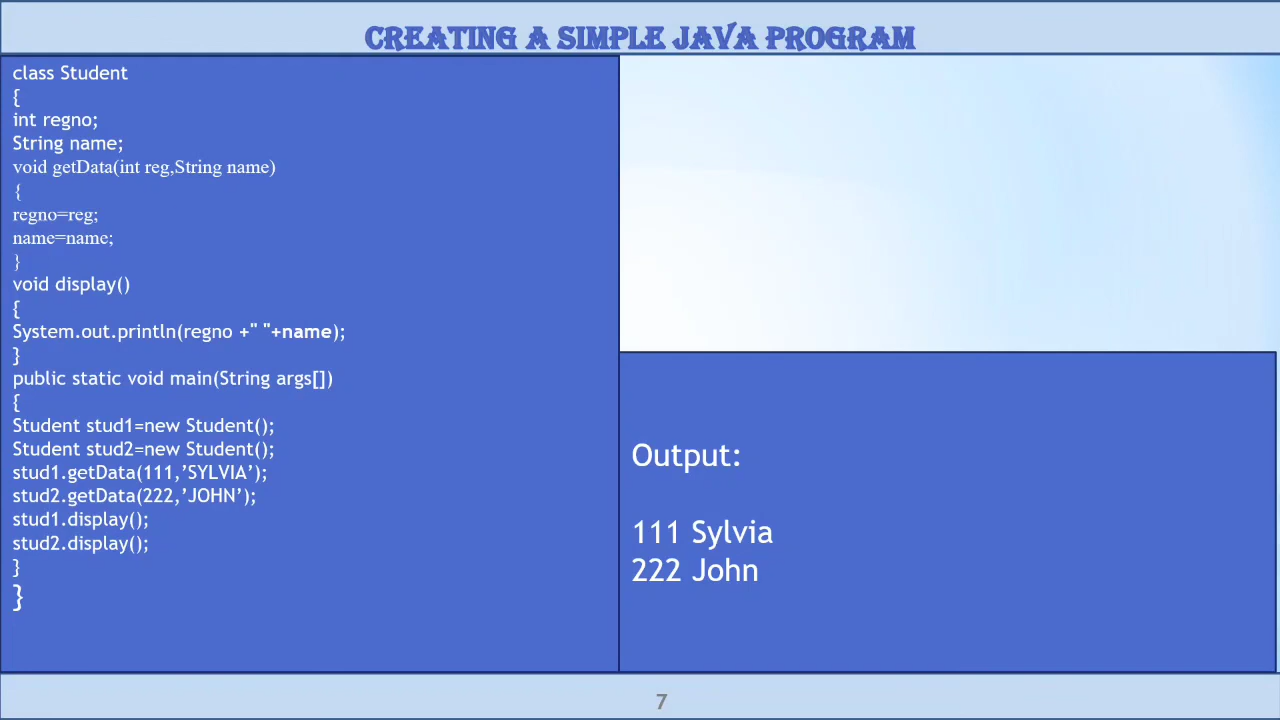 CREATING A SIMPLE JAVA PROGRAM
class Student
{
int regno;
String name;
void getData(int reg,String name)
{
regno=reg;
name=name;
}
void display()
{
System.out.println(regno +" "+name);
}
public static void main(String args[])
{
Student stud1=new Student();
Student stud2=new Student();
stud1.getData(111,’SYLVIA’);
stud2.getData(222,’JOHN’);
stud1.display();
stud2.display();
}
}
Output:
111 Sylvia
222 John
7